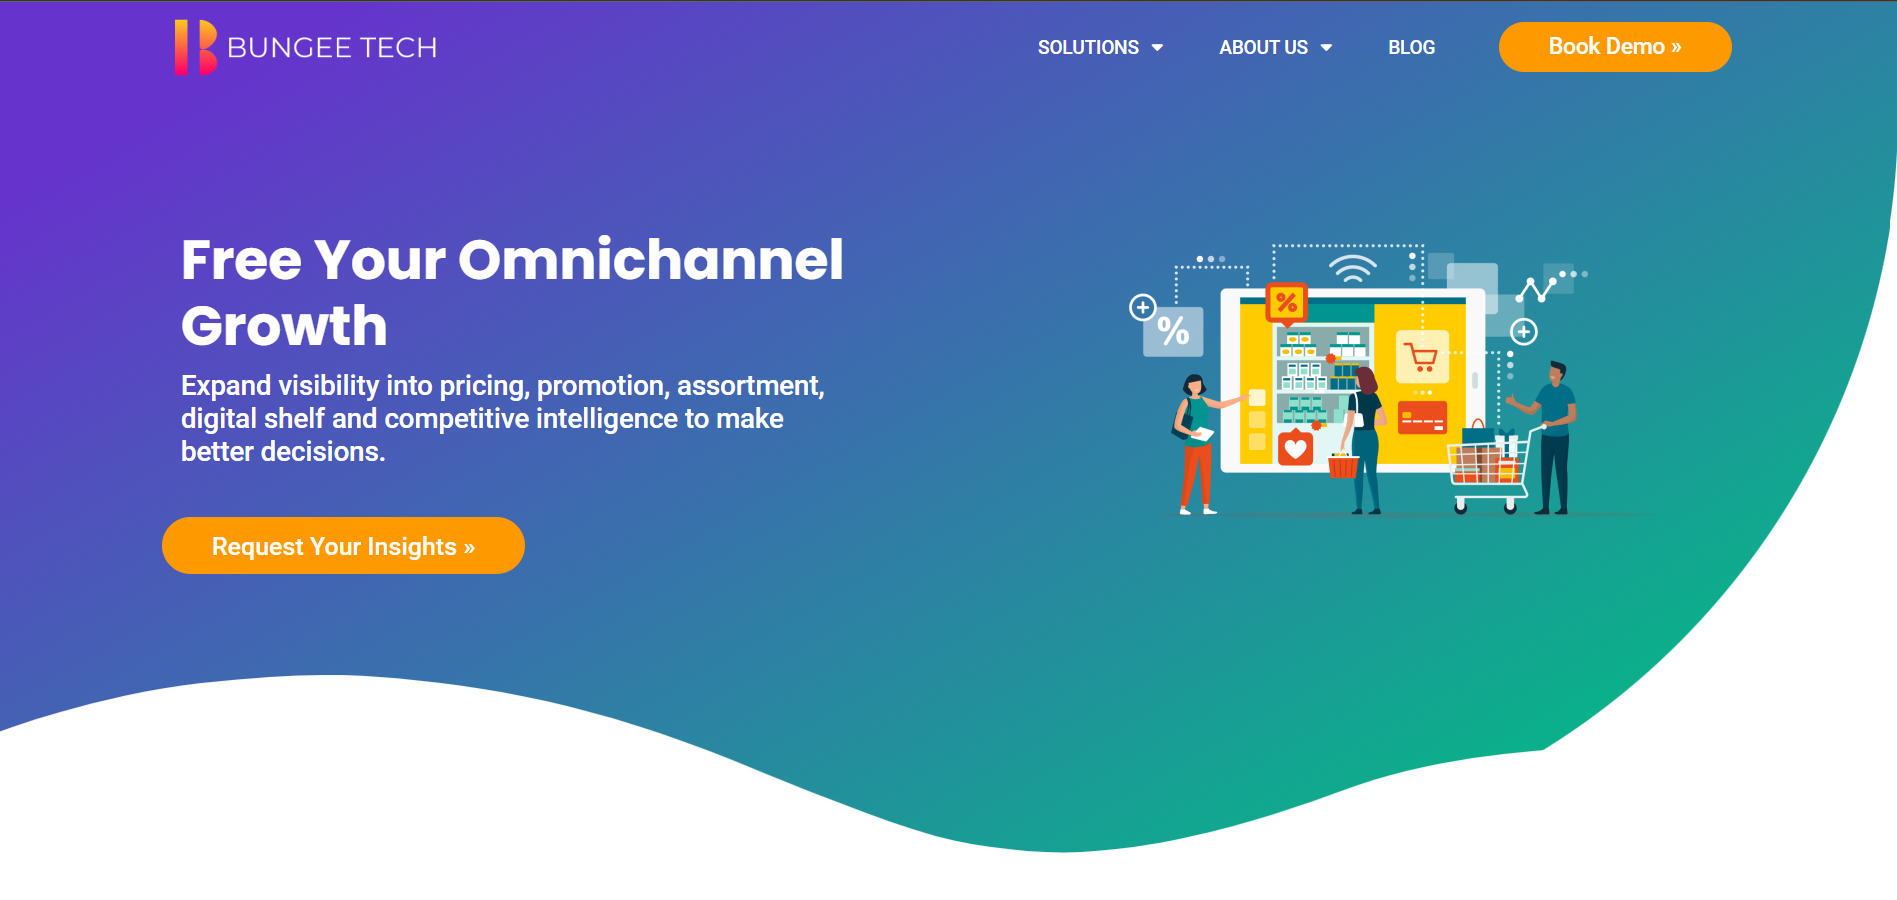 BUNGEE TECH
SOLUTIONS
ABOUT US
BLOG
Book Demo »
Free Your Omnichannel
Growth
Expand visibility into pricing, promotion, assortment,
digital shelf and competitive intelligence to make
better decisions.
Request Your Insights »
%
%